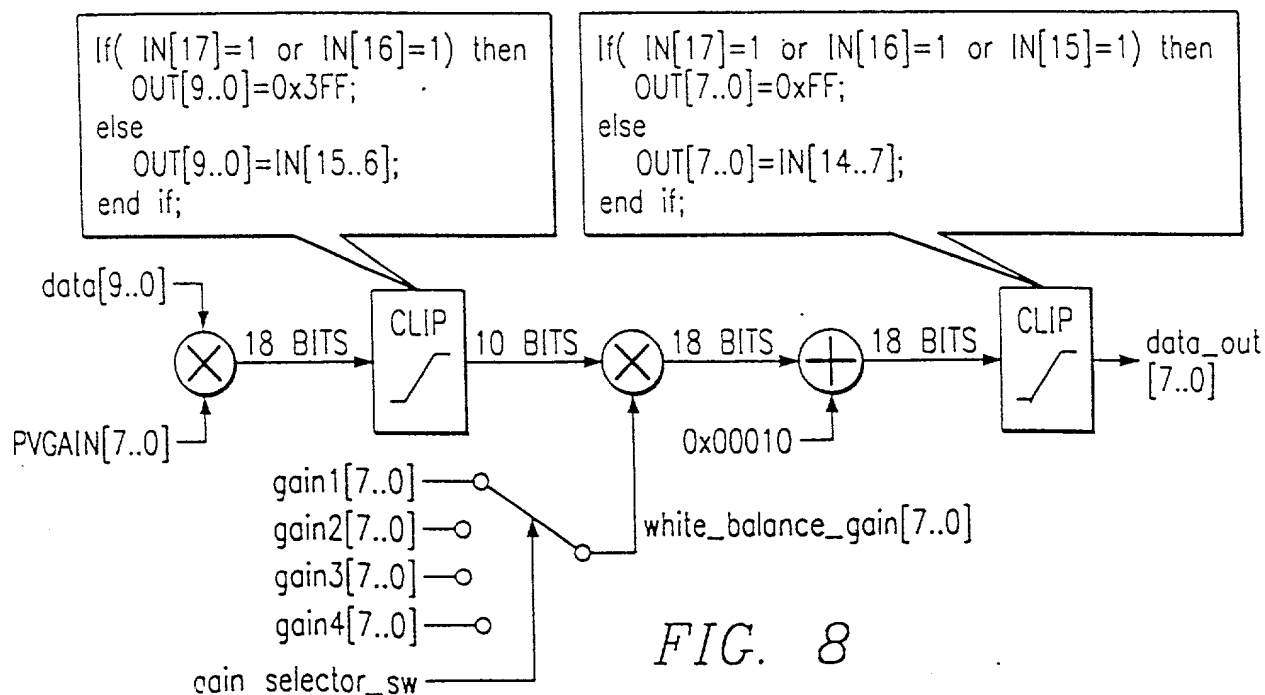 If( IN[17]=1 or IN[16]=1) then
OUT[9..0]=0x3FF;
else
OUT[9..0]=IN[15..6];
end if;
If( IN[17]=1 or IN[16]=1 or IN[15]=1) then
OUT[7..0]=0xFF;
else
OUT[7..0]=IN[14..7];
end if;
data[9..0]
PVGAIN[7..0]
18 BITS
CLIP
10 BITS
18 BITS
0x00010
18 BITS
CLIP
data_out
[7..0]
gain1[7..0]
gain2[7..0]
gain3[7..0]
gain4[7..0]
gain selector_sw
white_balance_gain[7..0]
FIG. 8